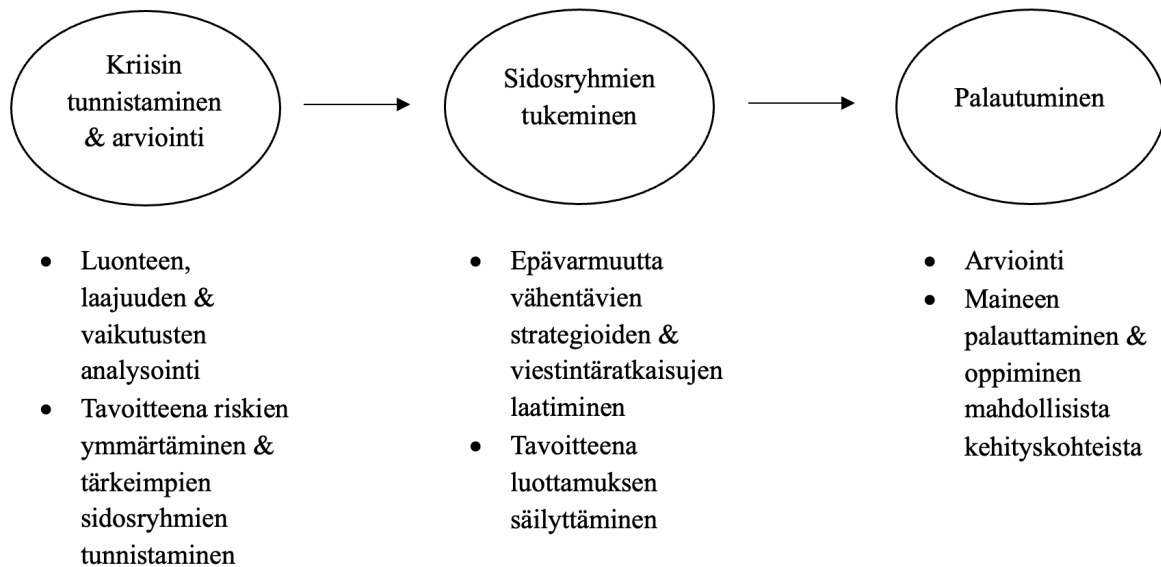 Kriisin
tunnistaminen
& arviointi
Sidosryhmien
tukeminen
Palautuminen
• Luonteen,
laajuuden &
vaikutusten
analysointi
• Tavoitteena riskien
ymmärtäminen &
tärkeimpien
sidosryhmien
tunnistaminen
• Epävarmuutta
vähentävien
strategioiden &
viestintäratkaisujen
laatiminen
• Tavoitteena
luottamuksen
säilyttäminen
• Arviointi
• Maineen
palauttaminen &
oppiminen
mahdollisista
kehityskohteista